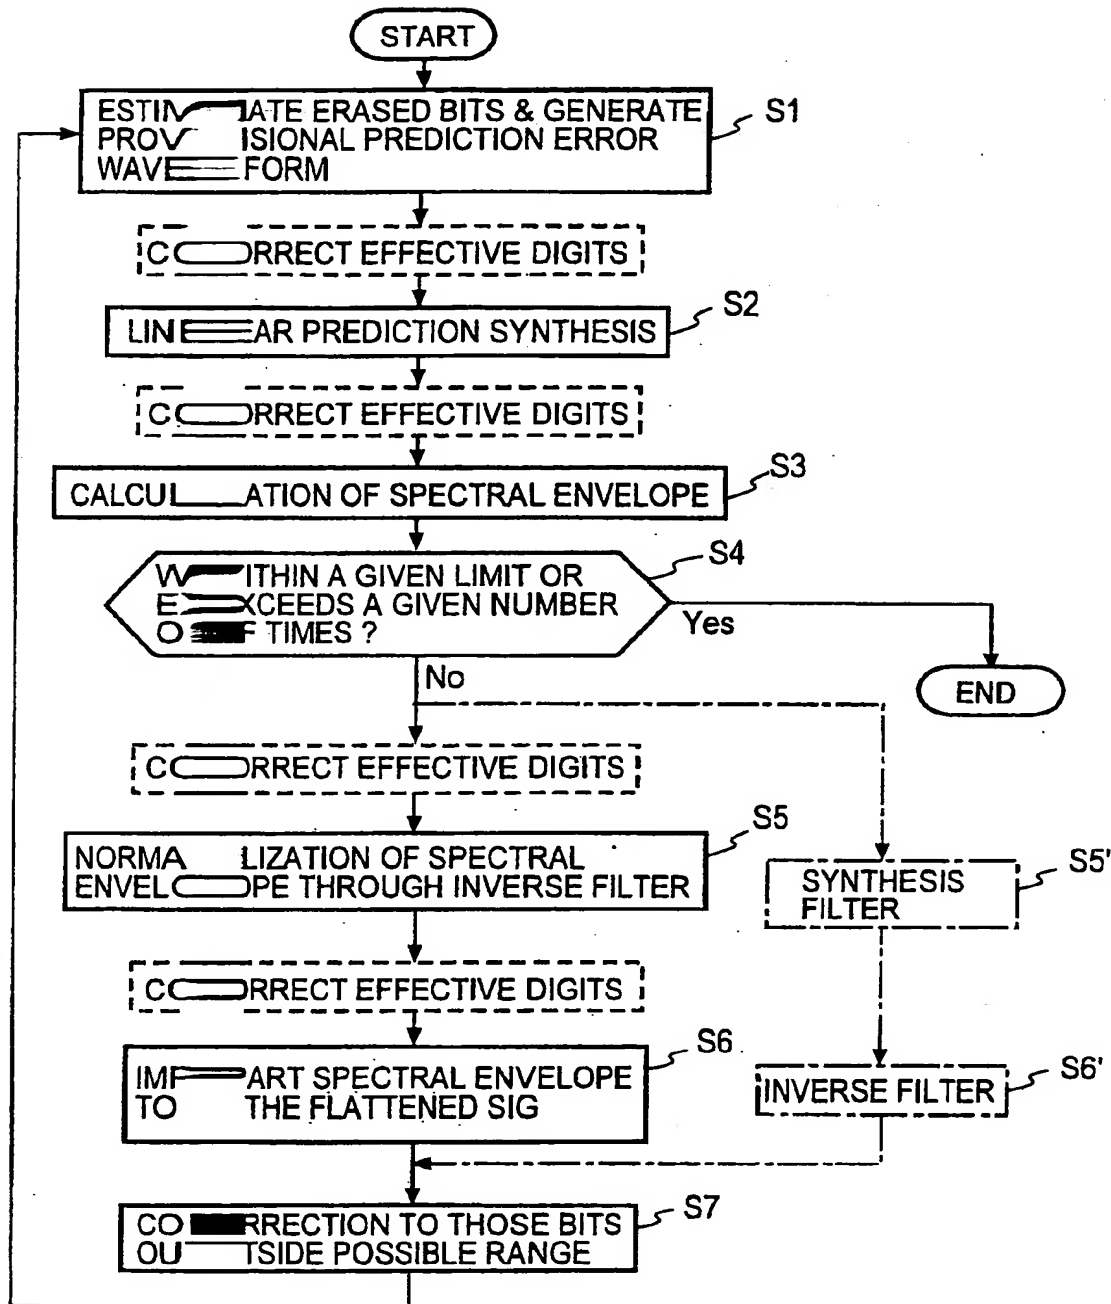 START
ESTIMATE ERASED BITS & GENERATE
PROVISIONAL PREDICTION ERROR
WAVEFORM
S1
CORRECT EFFECTIVE DIGITS
LINEAR PREDICTION SYNTHESIS
S2
CORRECT EFFECTIVE DIGITS
CALCULATION OF SPECTRAL ENVELOPE
S3
WITHIN A GIVEN LIMIT OR
EXCEEDS A GIVEN NUMBER
OF TIMES ?
S4
Yes
No
END
CORRECT EFFECTIVE DIGITS
NORMALIZATION OF SPECTRAL
ENVELOPE THROUGH INVERSE FILTER
S5
SYNTHESIS
FILTER
S5'
CORRECT EFFECTIVE DIGITS
IMPART SPECTRAL ENVELOPE
TO THE FLATTENED SIG
S6
INVERSE FILTER
S6'
CORRECTION TO THOSE BITS
OUTSIDE POSSIBLE RANGE
S7